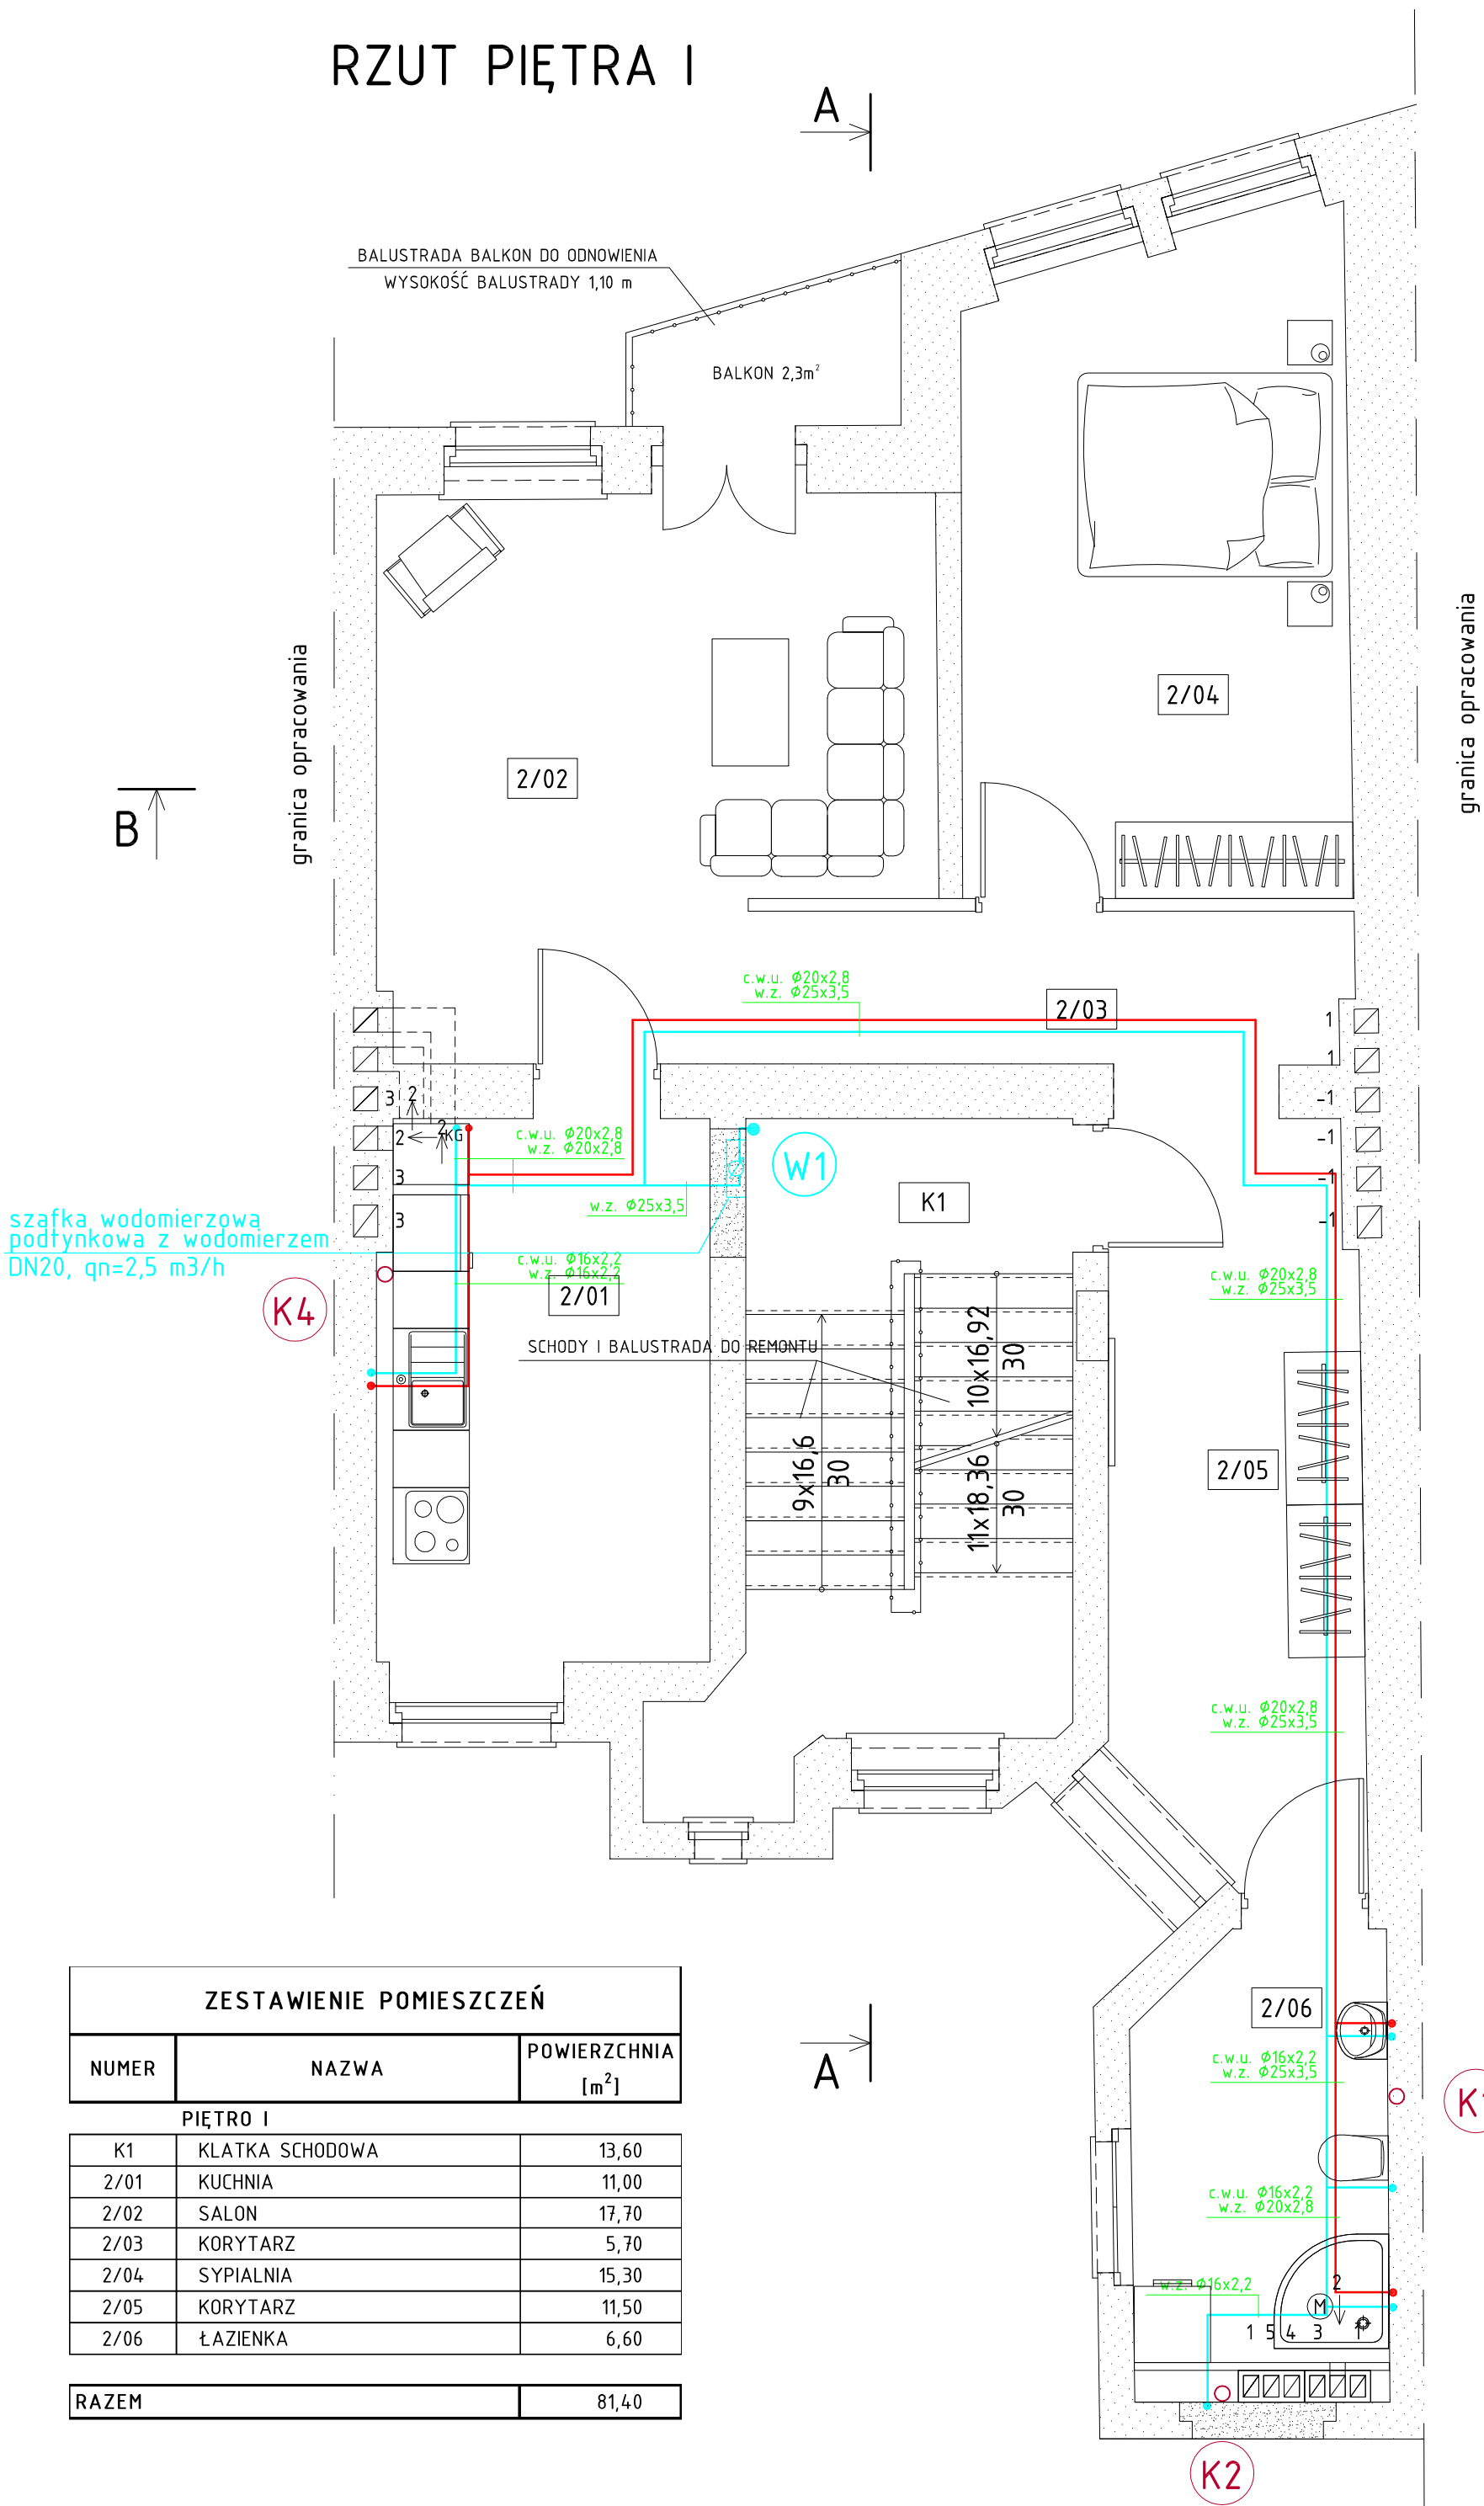 RZUT PIĘTRA I
A
BALUSTRADA BALKON DO ODNOWIENIA
WYSOKOŚĆ BALUSTRADY 1,10 m
BALKON 2,3m²
granica opracowania
granica opracowania
2/04
2/02
B
c.w.u. Ø20x2,8
w.z. Ø25x3,5
2/03
1
1
-1
-1
-1
-1
3
2
2
KG
2
3
3
c.w.u. Ø20x2,8
w.z. Ø20x2,8
W1
K1
w.z. Ø25x3,5
szafka wodomierzowa
podtynkowa z wodomierzem
DN20, qn=2,5 m3/h
c.w.u. Ø16x2,2
w.z. Ø16x2,2
2/01
K4
c.w.u. Ø20x2,8
w.z. Ø25x3,5
SCHODY I BALUSTRADA DO REMONTU
10x16,92
30
9x16,6
30
11x18,36
30
2/05
c.w.u. Ø20x2,8
w.z. Ø25x3,5
2/06
c.w.u. Ø16x2,2
w.z. Ø25x3,5
A
c.w.u. Ø16x2,2
w.z. Ø20x2,8
w.z. Ø16x2,2
2
M
1 5 4 3 1
K2
ZESTAWIENIE POMIESZCZEŃ
NUMER NAZWA POWIERZCHNIA [m²]
PIĘTRO I
K1 KLATKA SCHODOWA 13,60
2/01 KUCHNIA 11,00
2/02 SALON 17,70
2/03 KORYTARZ 5,70
2/04 SYPIALNIA 15,30
2/05 KORYTARZ 11,50
2/06 ŁAZIENKA 6,60
RAZEM 81,40